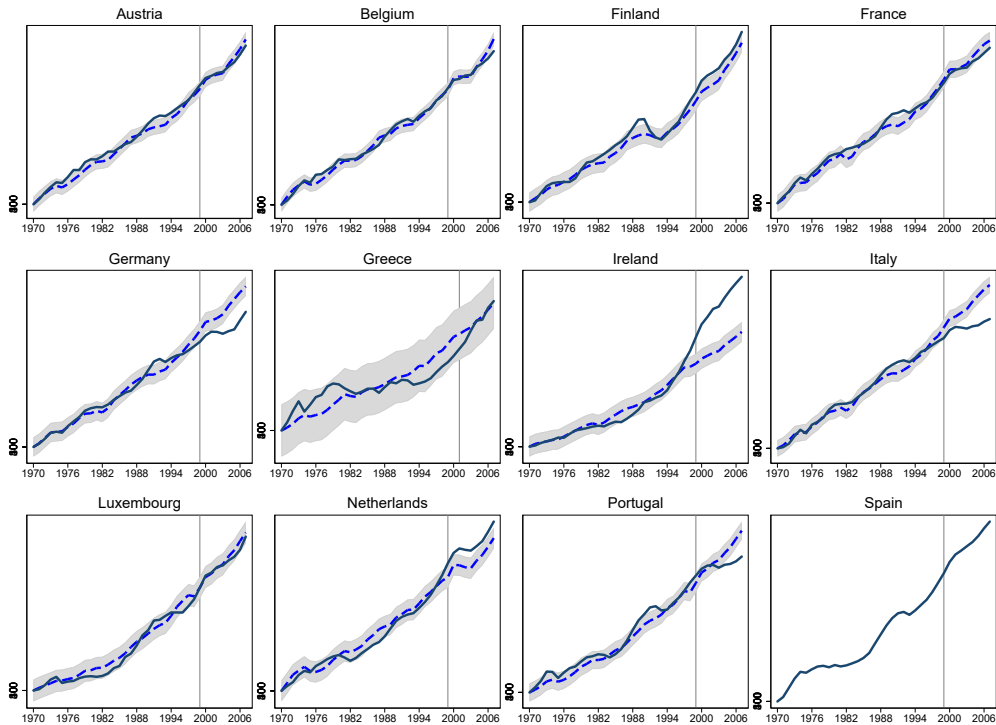 Austria Belgium Finland France
1970 1976 1982 1988 1994 2000 2006 1970 1976 1982 1988 1994 2000 2006 1970 1976 1982 1988 1994 2000 2006 1970 1976 1982 1988 1994 2000 2006
Germany Greece Ireland Italy
1970 1976 1982 1988 1994 2000 2006 1970 1976 1982 1988 1994 2000 2006 1970 1976 1982 1988 1994 2000 2006 1970 1976 1982 1988 1994 2000 2006
Luxembourg Netherlands Portugal Spain
1970 1976 1982 1988 1994 2000 2006 1970 1976 1982 1988 1994 2000 2006 1970 1976 1982 1988 1994 2000 2006 1970 1976 1982 1988 1994 2000 2006